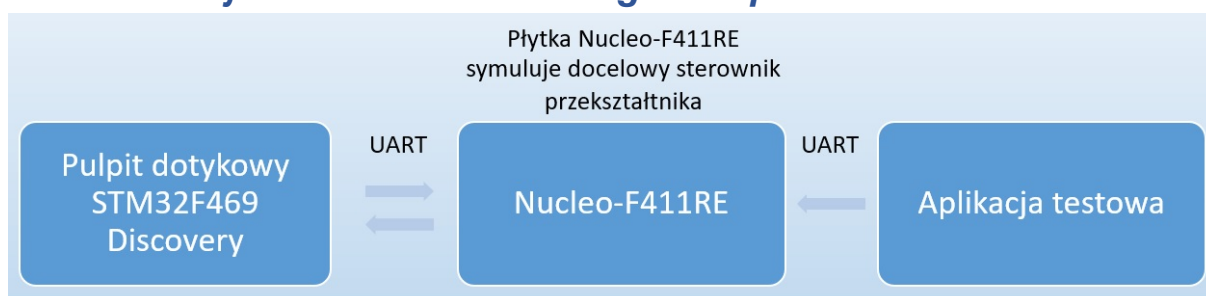 Płytka Nucleo-F411RE
symuluje docelowy sterownik
przekształtnika
Pulpit dotykowy
STM32F469
Discovery
UART
Nucleo-F411RE
UART
Aplikacja testowa